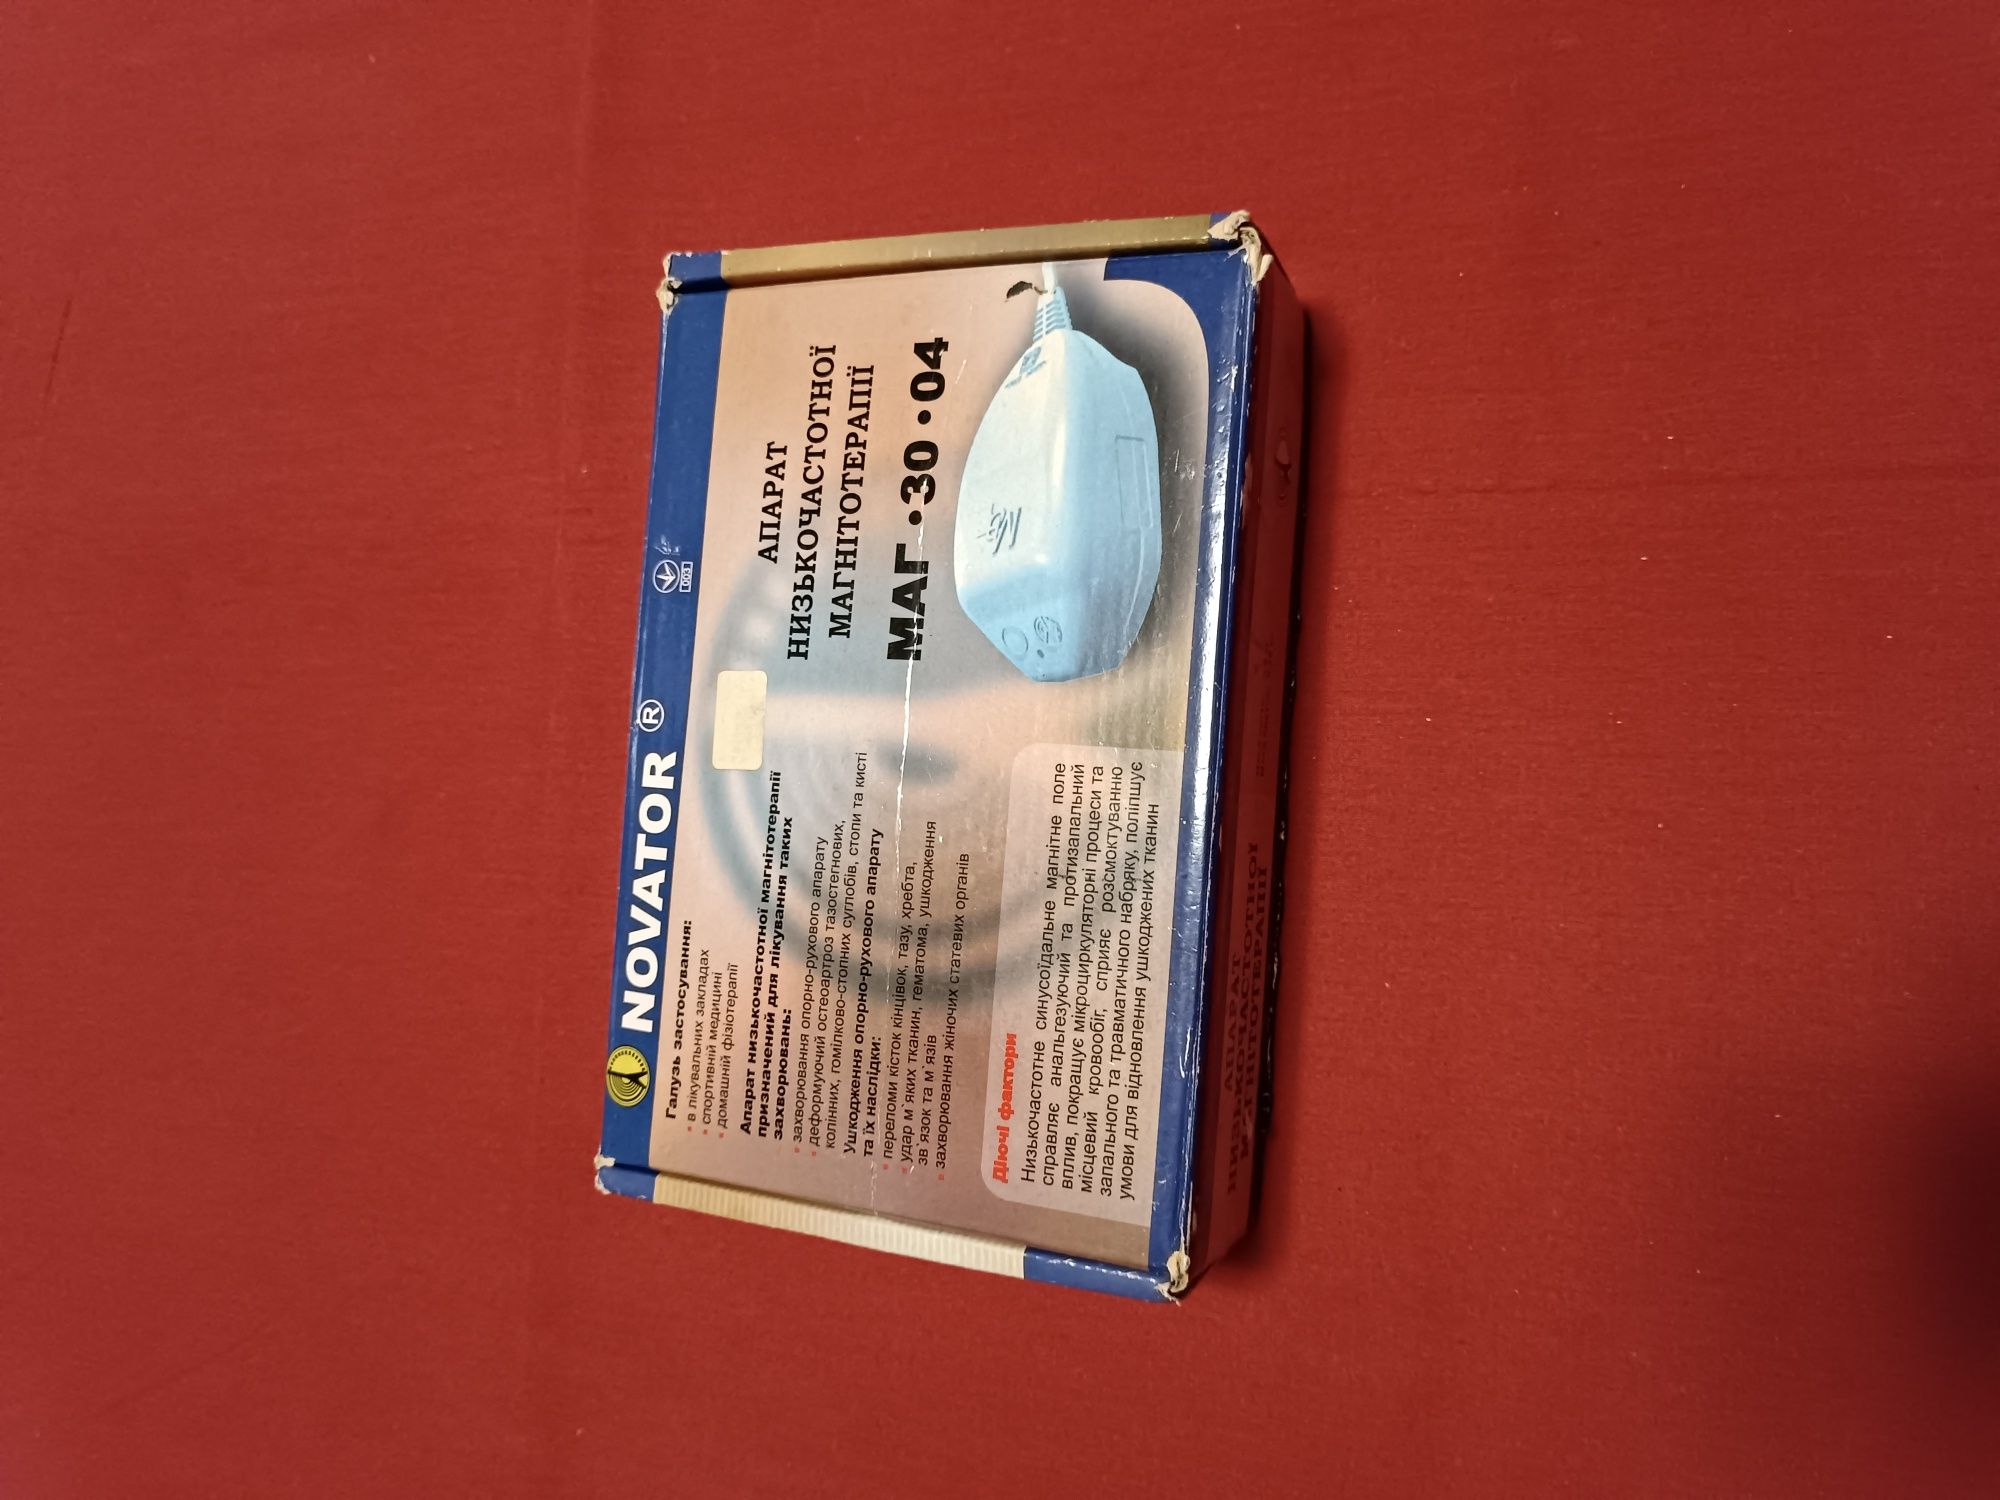 NOVATOR ®
003
Галузь застосування:
в лікувальних закладах
спортивній медицині
домашній фізіотерапії
Апарат низькочастотної магнітотерапії
призначений для лікування таких
захворювань:
захворювання опорно-рухового апарату
деформуючий остеоартроз тазостегнових,
колінних, гомілково-стопних суглобів, стопи та кисті
Ушкодження опорно-рухового апарату
та їх наслідки:
переломи кісток кінцівок, тазу, хребта,
удар м`яких тканин, гематома, ушкодження
зв`язок та м`язів
захворювання жіночих статевих органів
Діючі фактори
Низькочастотне синусоїдальне магнітне поле
справляє анальгезуючий та протизапальний
вплив, покращує мікроциркуляторні процеси та
місцевий кровообіг, сприяє розсмоктуванню
запального та травматичного набряку, поліпшує
умови для відновлення ушкоджених тканин
АПАРАТ
НИЗЬКОЧАСТОТНОЇ
МАГНІТОТЕРАПІЇ
МАГ·30·04
АПАРАТ
НИЗЬКОЧАСТОТНОЇ
МАГНІТОТЕРАПІЇ